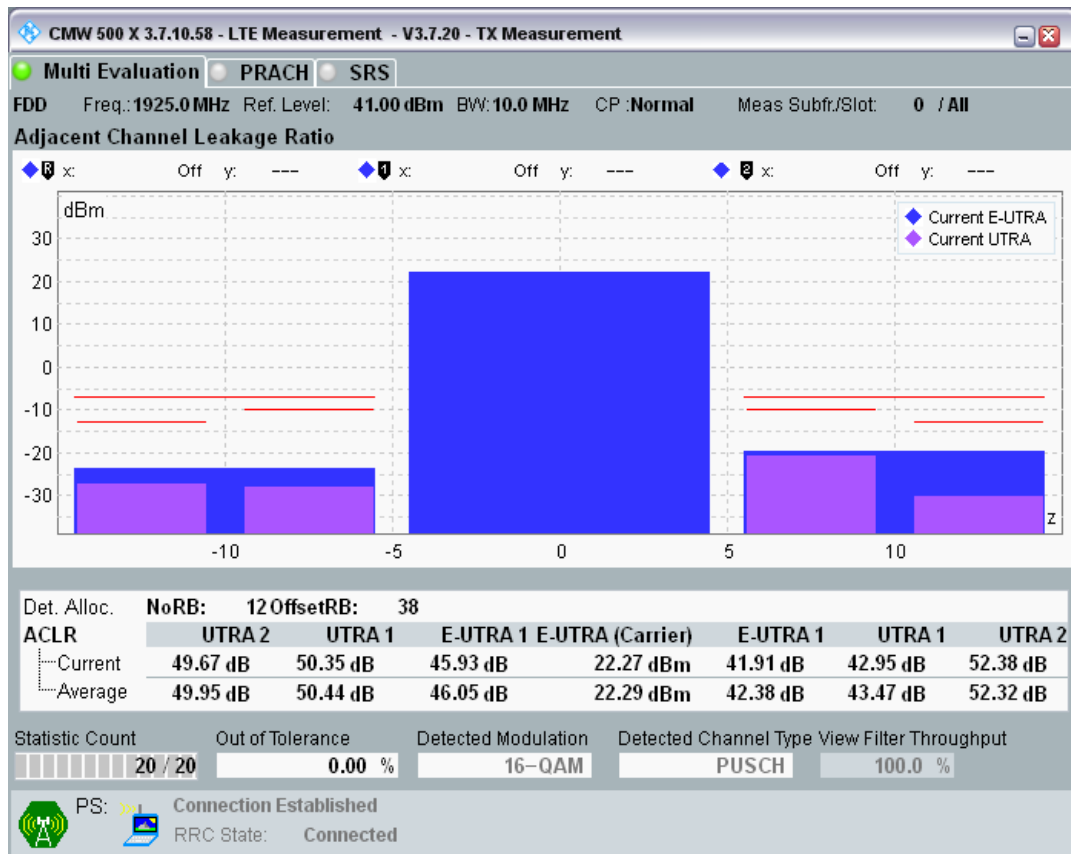 CMW 500 X 3.7.10.58 - LTE Measurement - V3.7.20 - TX Measurement
Multi Evaluation PRACH SRS
FDD Freq.: 1925.0 MHz Ref. Level: 41.00 dBm BW: 10.0 MHz CP :Normal Meas Subfr./Slot: 0 / All
Adjacent Channel Leakage Ratio
R x: Off y: --- 1 x: Off y: --- 2 x: Off y: ---
dBm
Current E-UTRA
Current UTRA
30
20
10
0
-10
-20
-30
z
-10 -5 0 5 10
Det. Alloc. NoRB: 12 OffsetRB: 38
ACLR UTRA 2 UTRA 1 E-UTRA 1 E-UTRA (Carrier) E-UTRA 1 UTRA 1 UTRA 2
Current 49.67 dB 50.35 dB 45.93 dB 22.27 dBm 41.91 dB 42.95 dB 52.38 dB
Average 49.95 dB 50.44 dB 46.05 dB 22.29 dBm 42.38 dB 43.47 dB 52.32 dB
Statistic Count Out of Tolerance Detected Modulation Detected Channel Type View Filter Throughput
20 / 20 0.00 % 16-QAM PUSCH 100.0 %
PS: Connection Established
RRC State: Connected